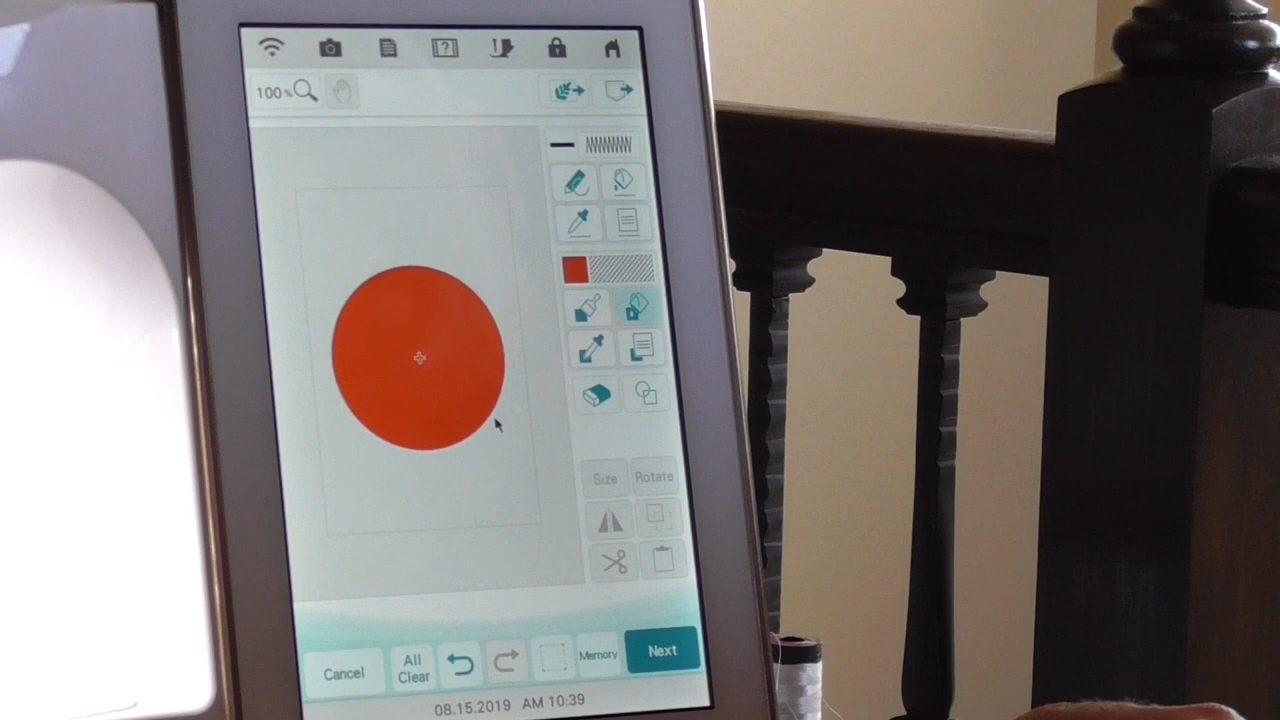 100%
Size
Rotate
Cancel
All
Clear
Memory
Next
08.15.2019 AM 10:39